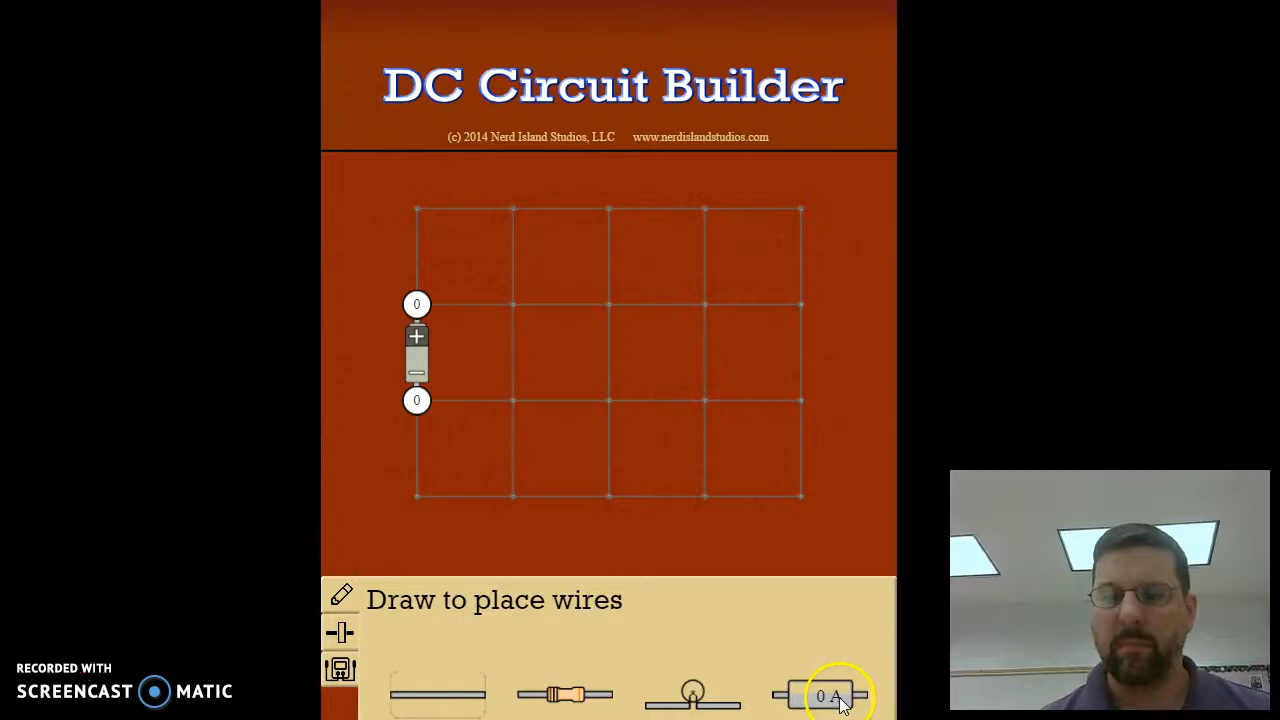 DC Circuit Builder
(c) 2014 Nerd Island Studios, LLC www.nerdislandstudios.com
0
+
−
0
Draw to place wires
0 A
RECORDED WITH
SCREENCAST MATIC